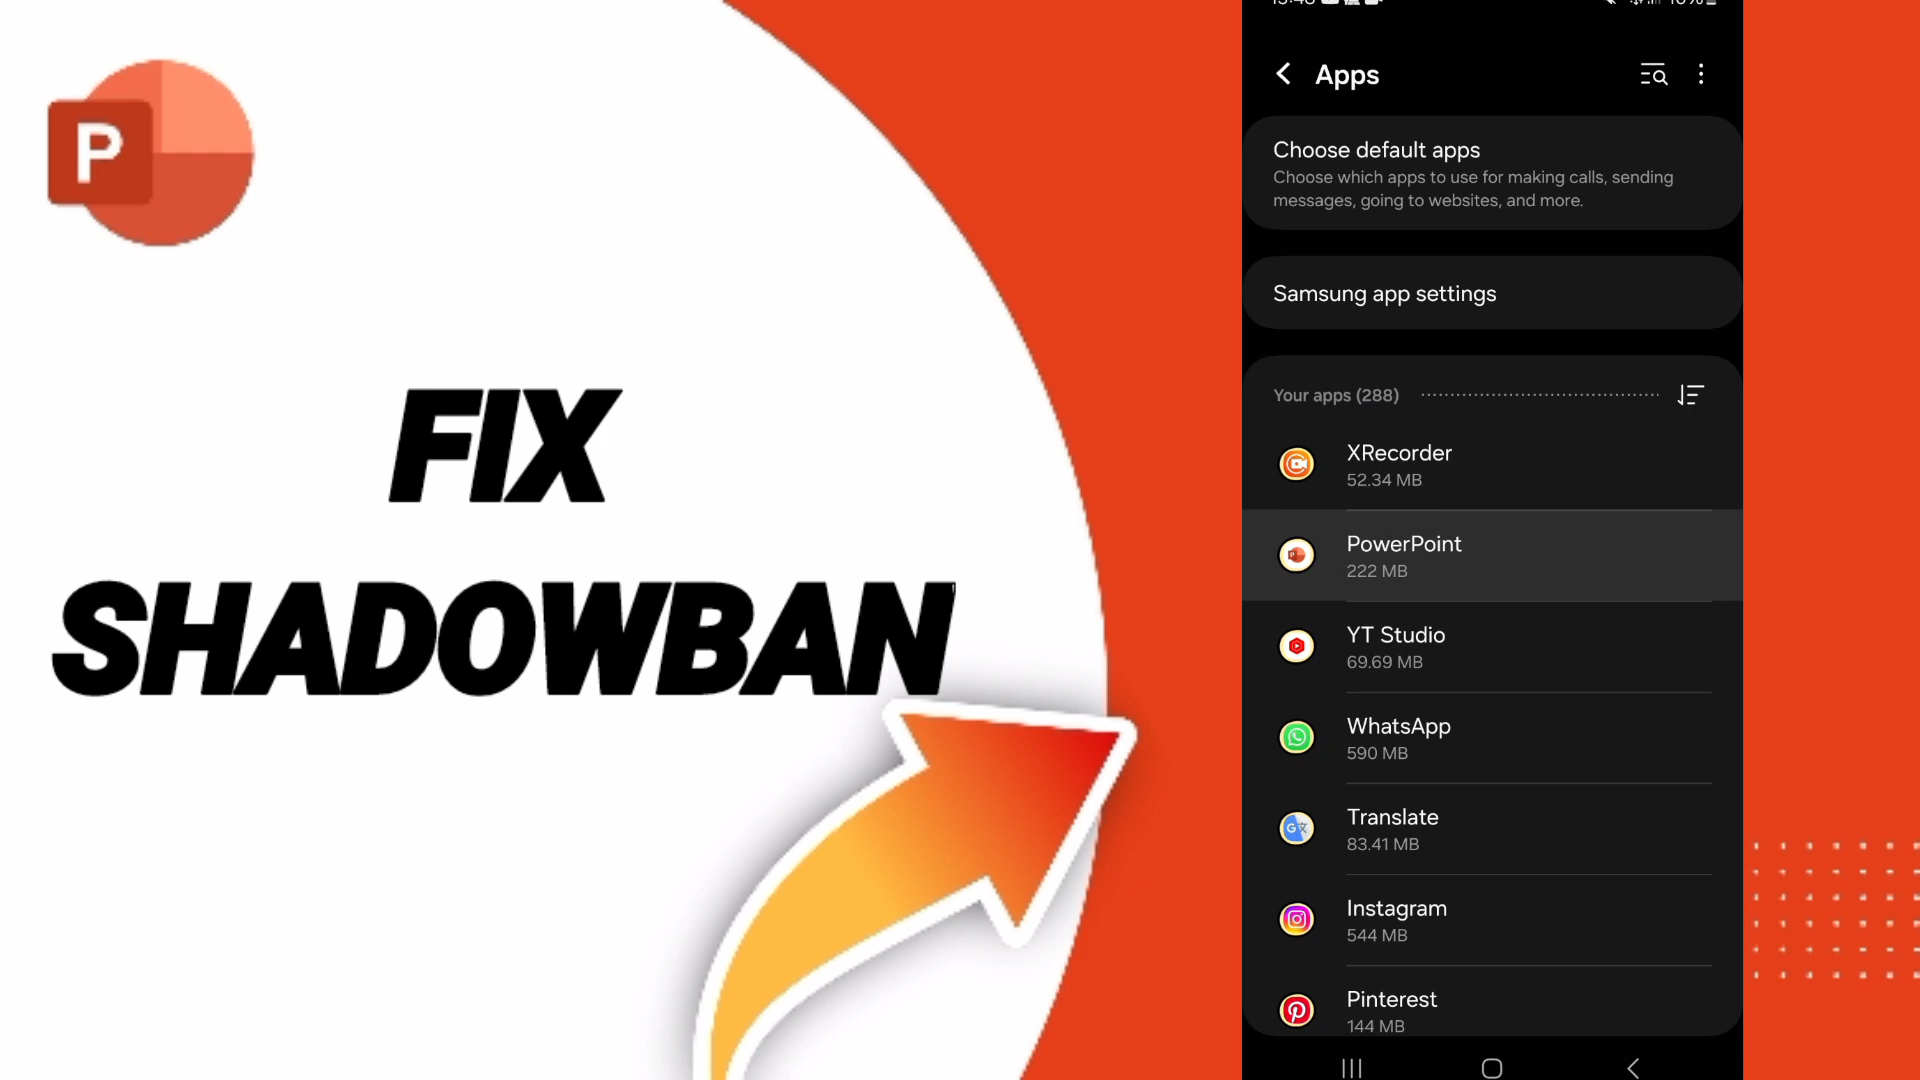 P
FIX
SHADOWBAN
Apps
Choose default apps
Choose which apps to use for making calls, sending
messages, going to websites, and more.
Samsung app settings
Your apps (288)
XRecorder
52.34 MB
PowerPoint
222 MB
YT Studio
69.69 MB
WhatsApp
590 MB
Translate
83.41 MB
Instagram
544 MB
Pinterest
144 MB